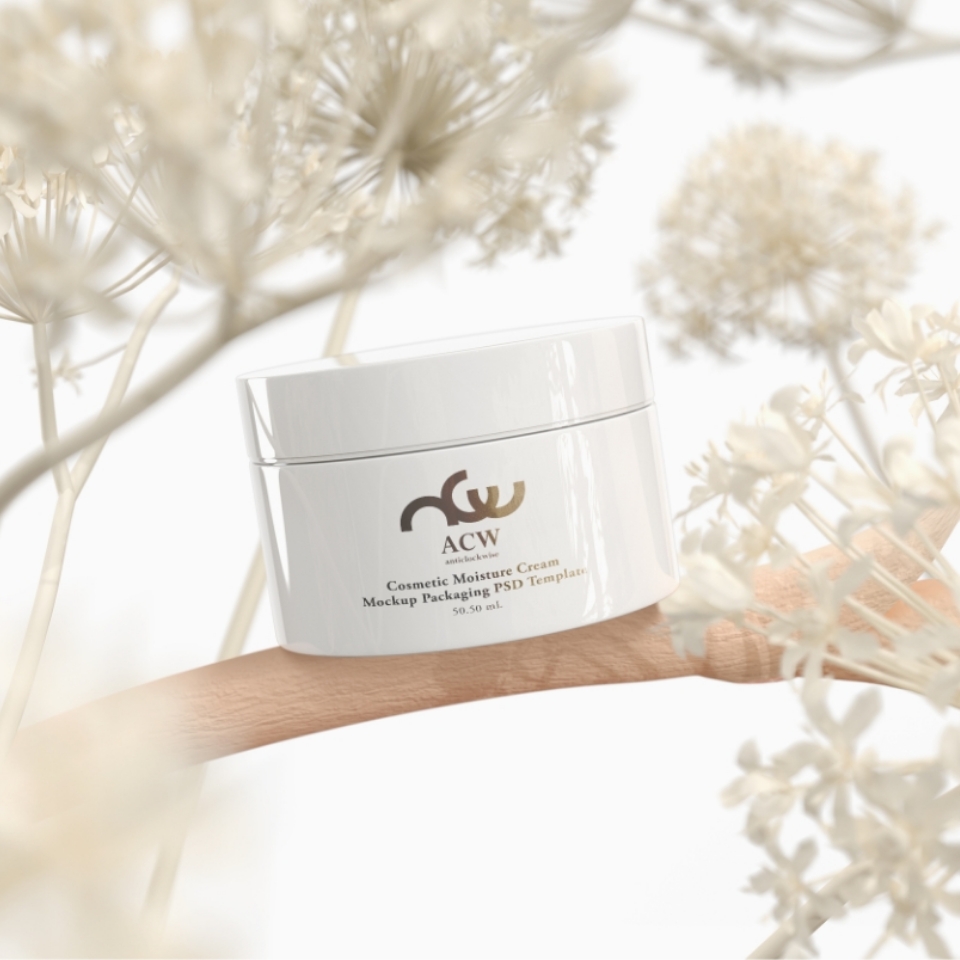 ACW
anticlockwise
Cosmetic Moisture Cream
Mockup Packaging PSD Template
50.50 mL